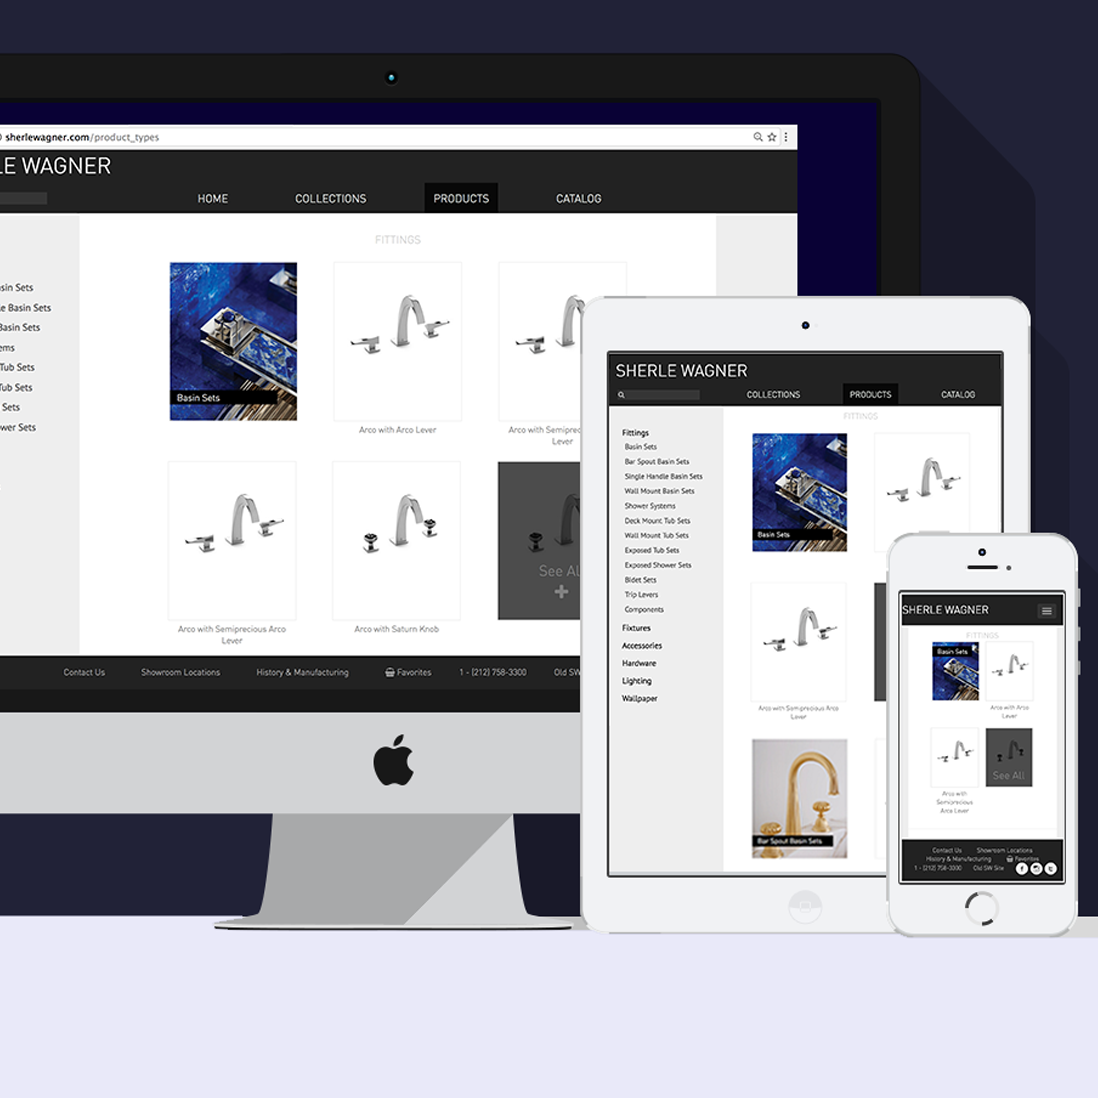 sherlewagner.com/product_types
LE WAGNER
HOME COLLECTIONS PRODUCTS CATALOG
FITTINGS
sin Sets
le Basin Sets
Basin Sets
ems
Tub Sets
Tub Sets
Sets
wer Sets
Basin Sets
Arco with Arco Lever
Arco with Semiprec
Lever
Arco with Semiprecious Arco
Lever
Arco with Saturn Knob
See Al
+
Contact Us Showroom Locations History & Manufacturing Favorites 1 - (212) 758-3300 Old SW
SHERLE WAGNER
COLLECTIONS PRODUCTS CATALOG
FITTINGS
Fittings
Basin Sets
Bar Spout Basin Sets
Single Handle Basin Sets
Wall Mount Basin Sets
Shower Systems
Deck Mount Tub Sets
Wall Mount Tub Sets
Exposed Tub Sets
Exposed Shower Sets
Bidet Sets
Trip Levers
Components
Fixtures
Accessories
Hardware
Lighting
Wallpaper
Basin Sets
Arco with Semiprecious Arco
Lever
Bar Spout Basin Sets
SHERLE WAGNER
FITTINGS
Basin Sets
Arco with Arco
Lever
See All
Arco with
Semiprecious
Arco Lever
Contact Us Showroom Locations
History & Manufacturing Favorites
1 - (212) 758-3300 Old SW Site